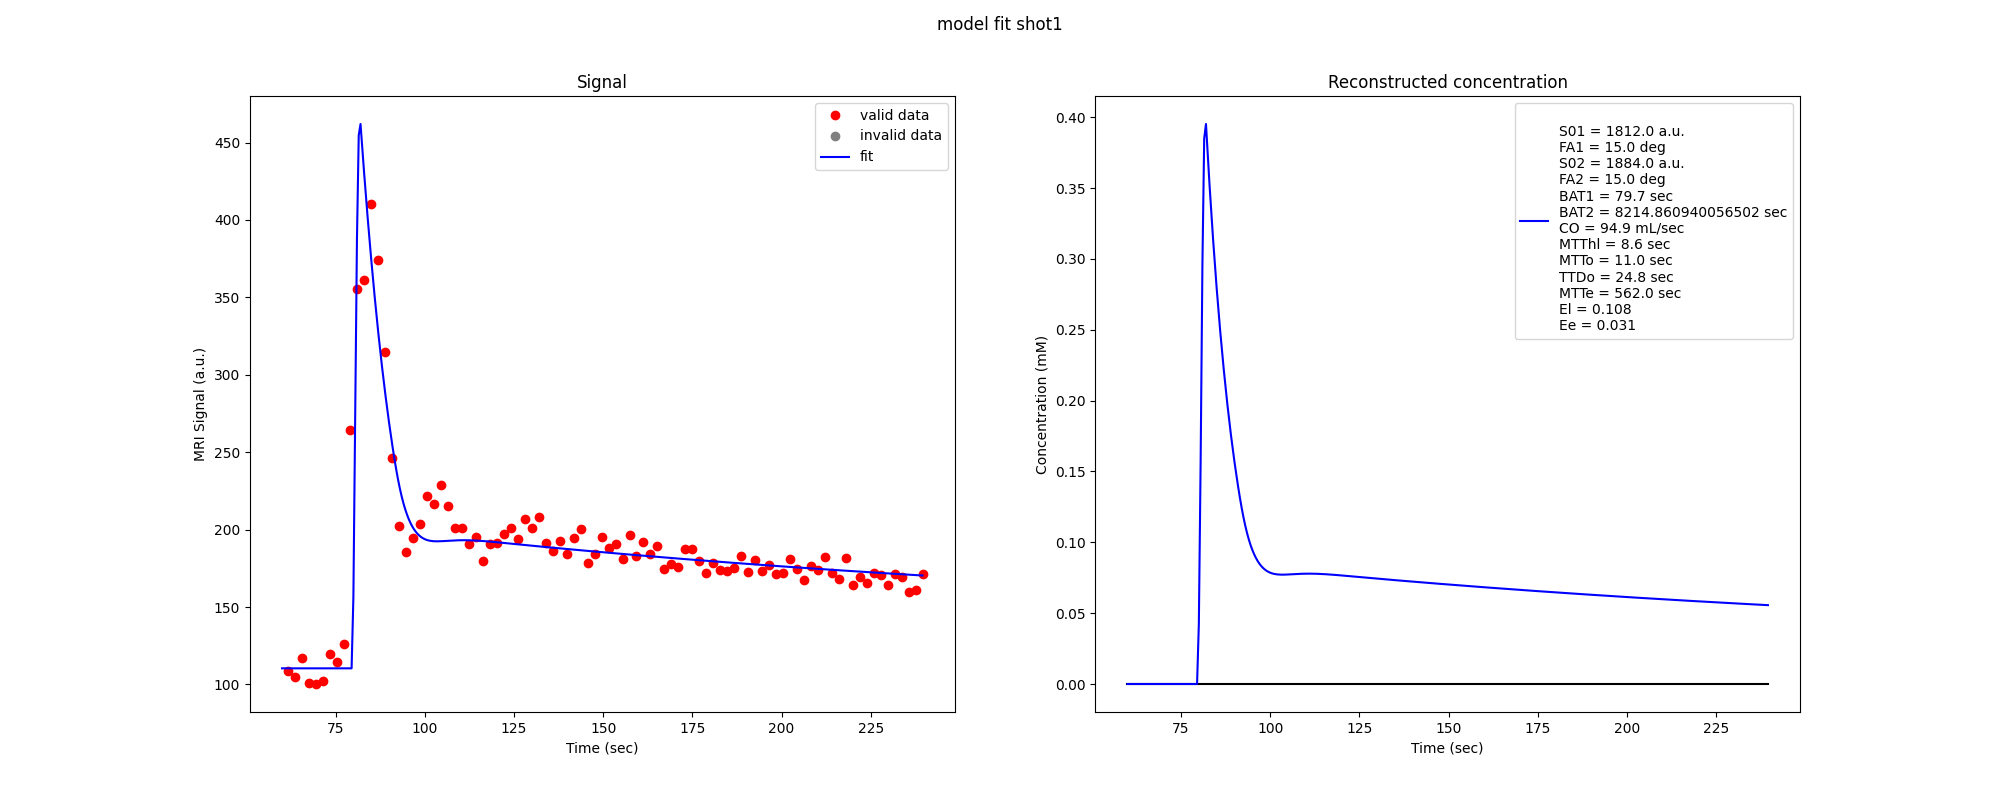 model fit shot1
Signal
450
400
350
300
250
200
150
100
MRI Signal (a.u.)
75 100 125 150 175 200 225
Time (sec)
valid data
invalid data
fit
Reconstructed concentration
0.40
0.35
0.30
0.25
0.20
0.15
0.10
0.05
0.00
Concentration (mM)
75 100 125 150 175 200 225
Time (sec)
S01 = 1812.0 a.u.
FA1 = 15.0 deg
S02 = 1884.0 a.u.
FA2 = 15.0 deg
BAT1 = 79.7 sec
BAT2 = 8214.860940056502 sec
CO = 94.9 mL/sec
MTThl = 8.6 sec
MTTo = 11.0 sec
TTDo = 24.8 sec
MTTe = 562.0 sec
El = 0.108
Ee = 0.031